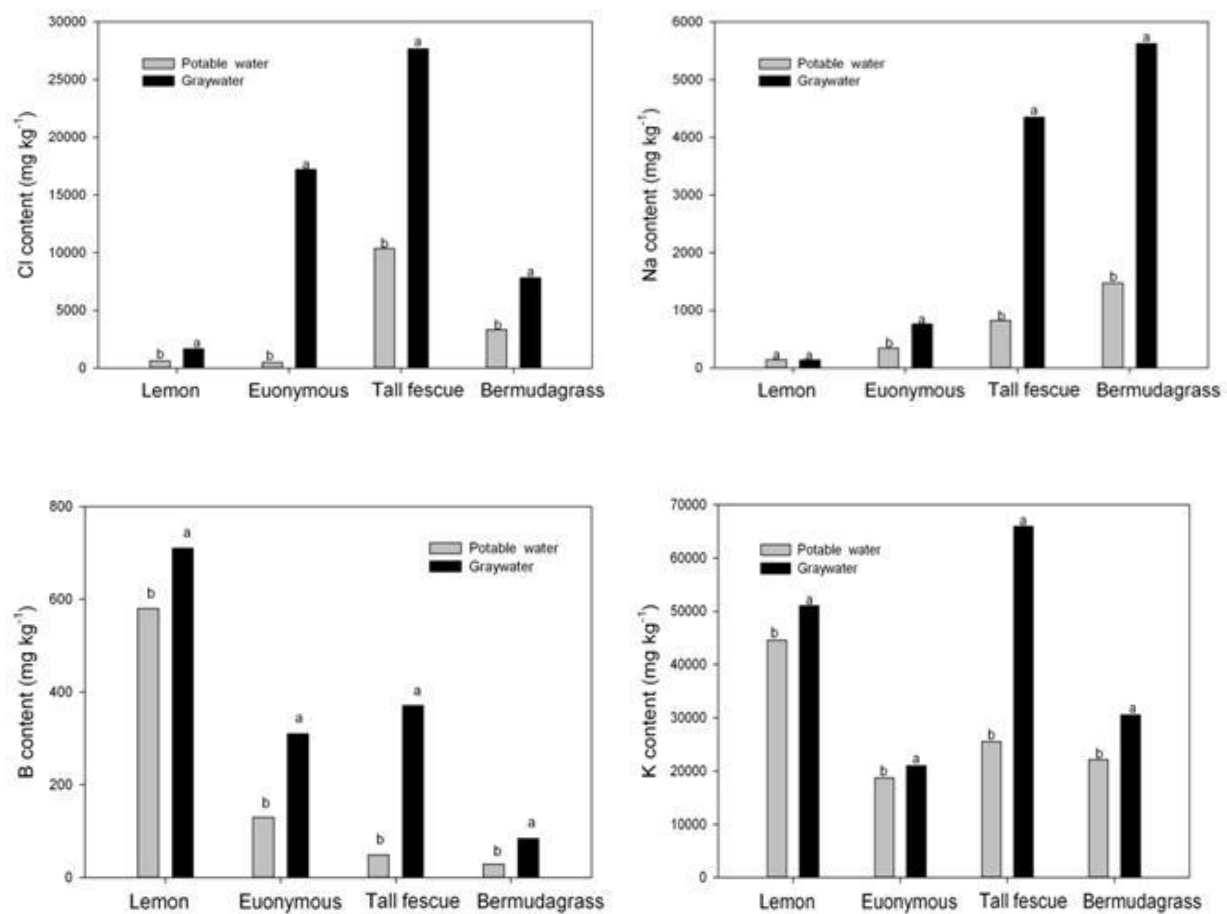 30000
25000
20000
15000
10000
5000
0
Cl content (mg kg-1)
Potable water
Graywater
b a b a b a b a
Lemon Euonymous Tall fescue Bermudagrass
6000
5000
4000
3000
2000
1000
0
Na content (mg kg-1)
Potable water
Graywater
a a b a b a b a
Lemon Euonymous Tall fescue Bermudagrass
800
600
400
200
0
B content (mg kg-1)
Potable water
Graywater
b a b a b a b a
Lemon Euonymous Tall fescue Bermudagrass
70000
60000
50000
40000
30000
20000
10000
0
K content (mg kg-1)
Potable water
Graywater
b a b a b a b a
Lemon Euonymous Tall fescue Bermudagrass